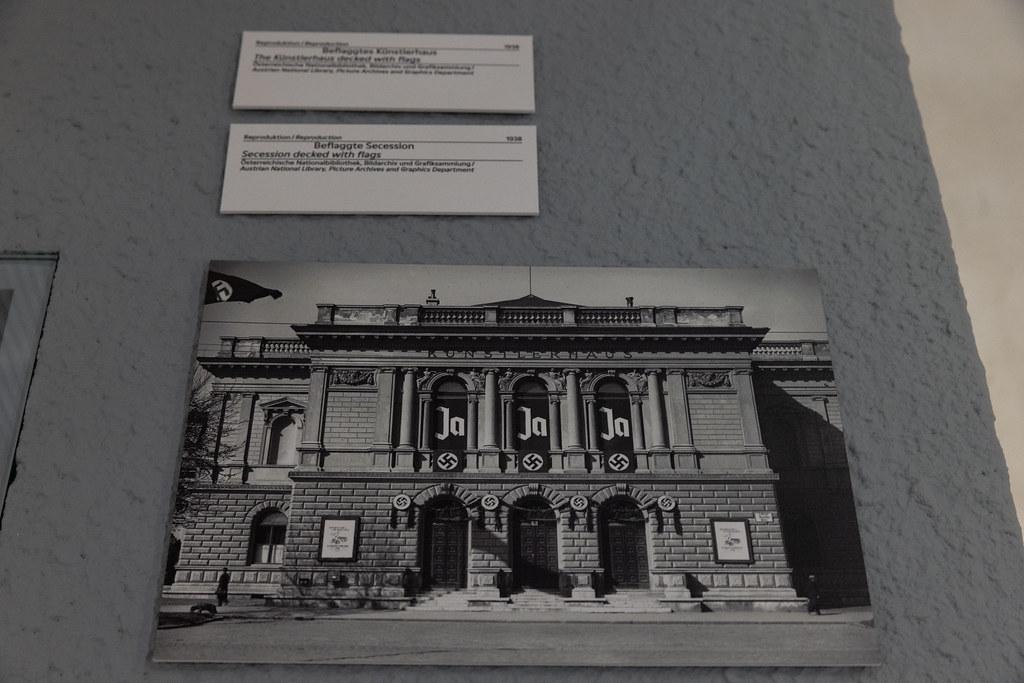 Reproduktion / Reproduction 1938
Beflaggtes Künstlerhaus
The Künstlerhaus decked with flags
Österreichische Nationalbibliothek, Bildarchiv und Grafiksammlung /
Austrian National Library, Picture Archives and Graphics Department
Reproduktion / Reproduction 1938
Beflaggte Secession
Secession decked with flags
Österreichische Nationalbibliothek, Bildarchiv und Grafiksammlung /
Austrian National Library, Picture Archives and Graphics Department
KÜNSTLERHAUS
Ja Ja Ja